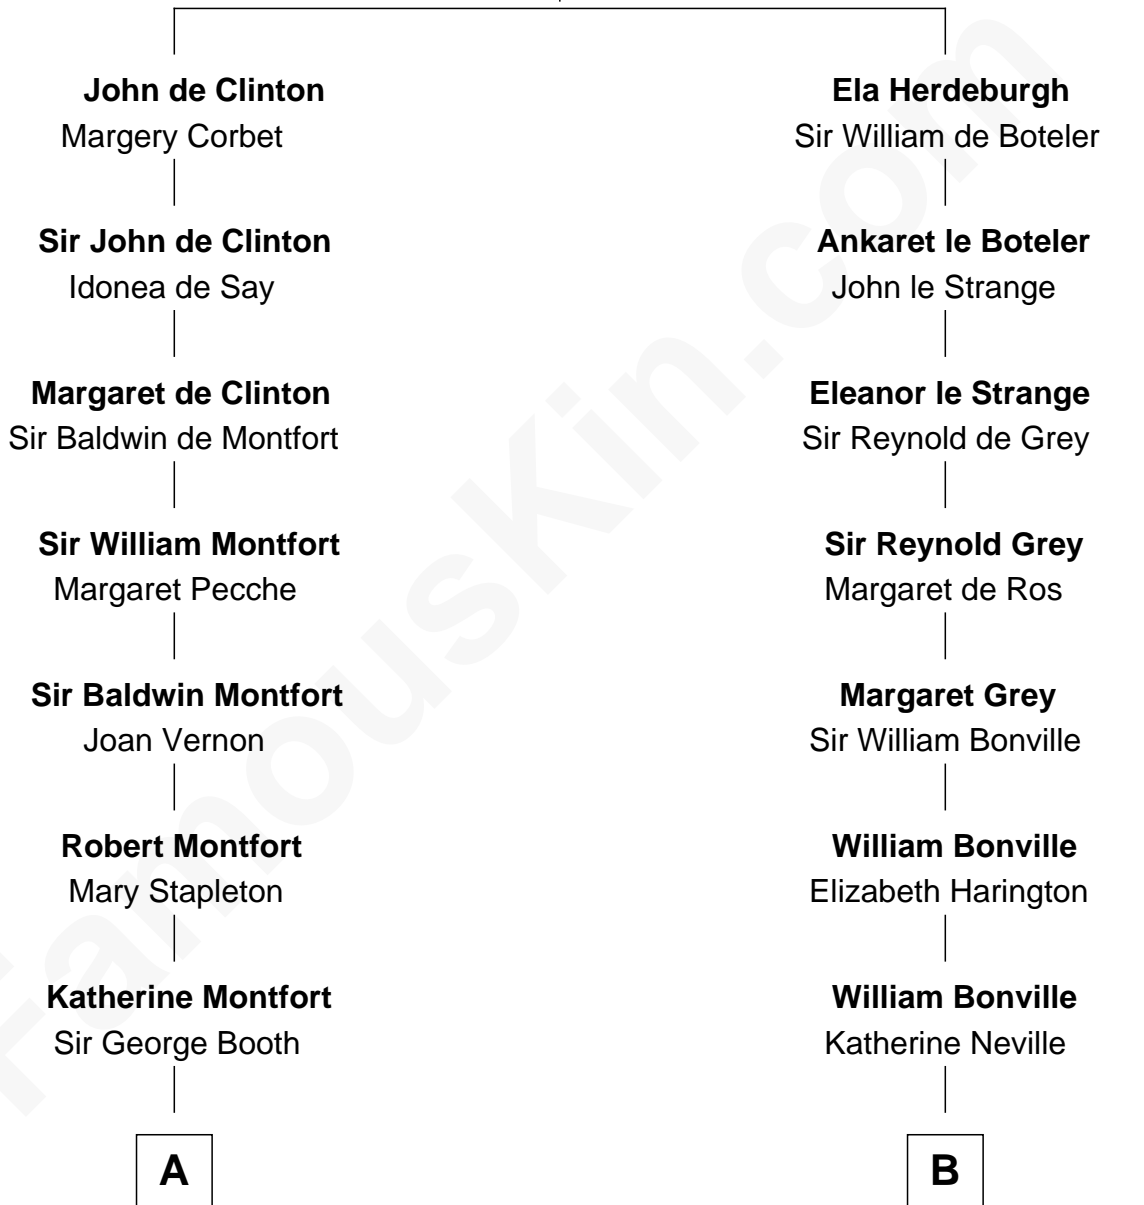 John de Clinton
Margery Corbet
Sir John de Clinton
Idonea de Say
Margaret de Clinton
Sir Baldwin de Montfort
Sir William Montfort
Margaret Pecche
Sir Baldwin Montfort
Joan Vernon
Robert Montfort
Mary Stapleton
Katherine Montfort
Sir George Booth
A
Ela Herdeburgh
Sir William de Boteler
Ankaret le Boteler
John le Strange
Eleanor le Strange
Sir Reynold de Grey
Sir Reynold Grey
Margaret de Ros
Margaret Grey
Sir William Bonville
William Bonville
Elizabeth Harington
William Bonville
Katherine Neville
B
FamousKin.com